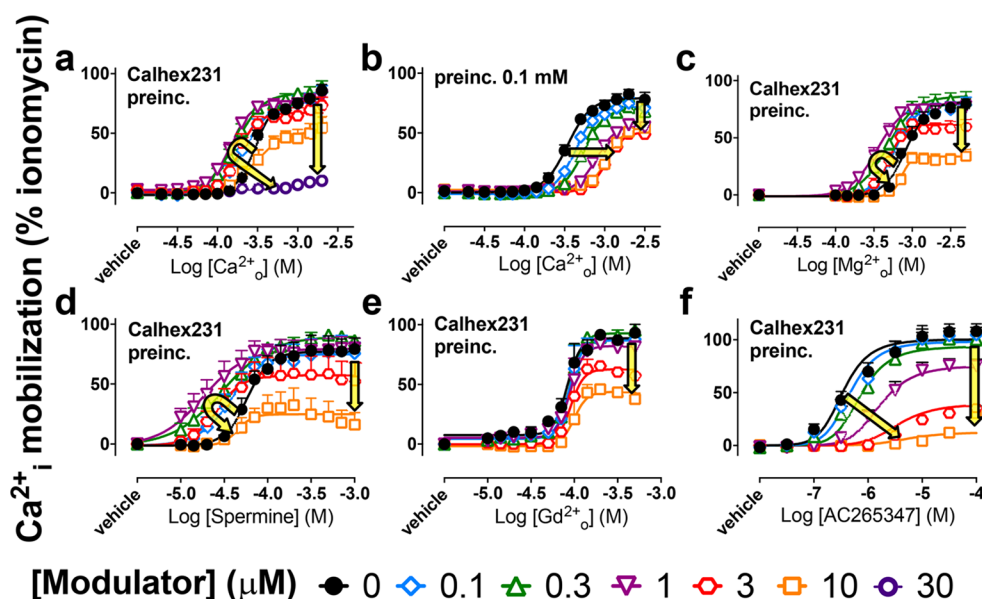 Ca²⁺ᵢ mobilization (% ionomycin)
a
Calhex231
preinc.
100
50
0
vehicle
-4.5 -4.0 -3.5 -3.0 -2.5
Log [Ca²⁺ₒ] (M)
b
preinc. 0.1 mM
100
50
0
vehicle
-4.5 -4.0 -3.5 -3.0 -2.5
Log [Ca²⁺ₒ] (M)
c
Calhex231
preinc.
100
50
0
vehicle
-4.5 -4.0 -3.5 -3.0 -2.5
Log [Mg²⁺ₒ] (M)
d
Calhex231
preinc.
100
50
0
vehicle
-5.0 -4.5 -4.0 -3.5 -3.0
Log [Spermine] (M)
e
Calhex231
preinc.
100
50
0
vehicle
-5.0 -4.5 -4.0 -3.5 -3.0
Log [Gd²⁺ₒ] (M)
f
Calhex231
preinc.
100
50
0
vehicle
-7 -6 -5 -4
Log [AC265347] (M)
[Modulator] (μM) 0 0.1 0.3 1 3 10 30